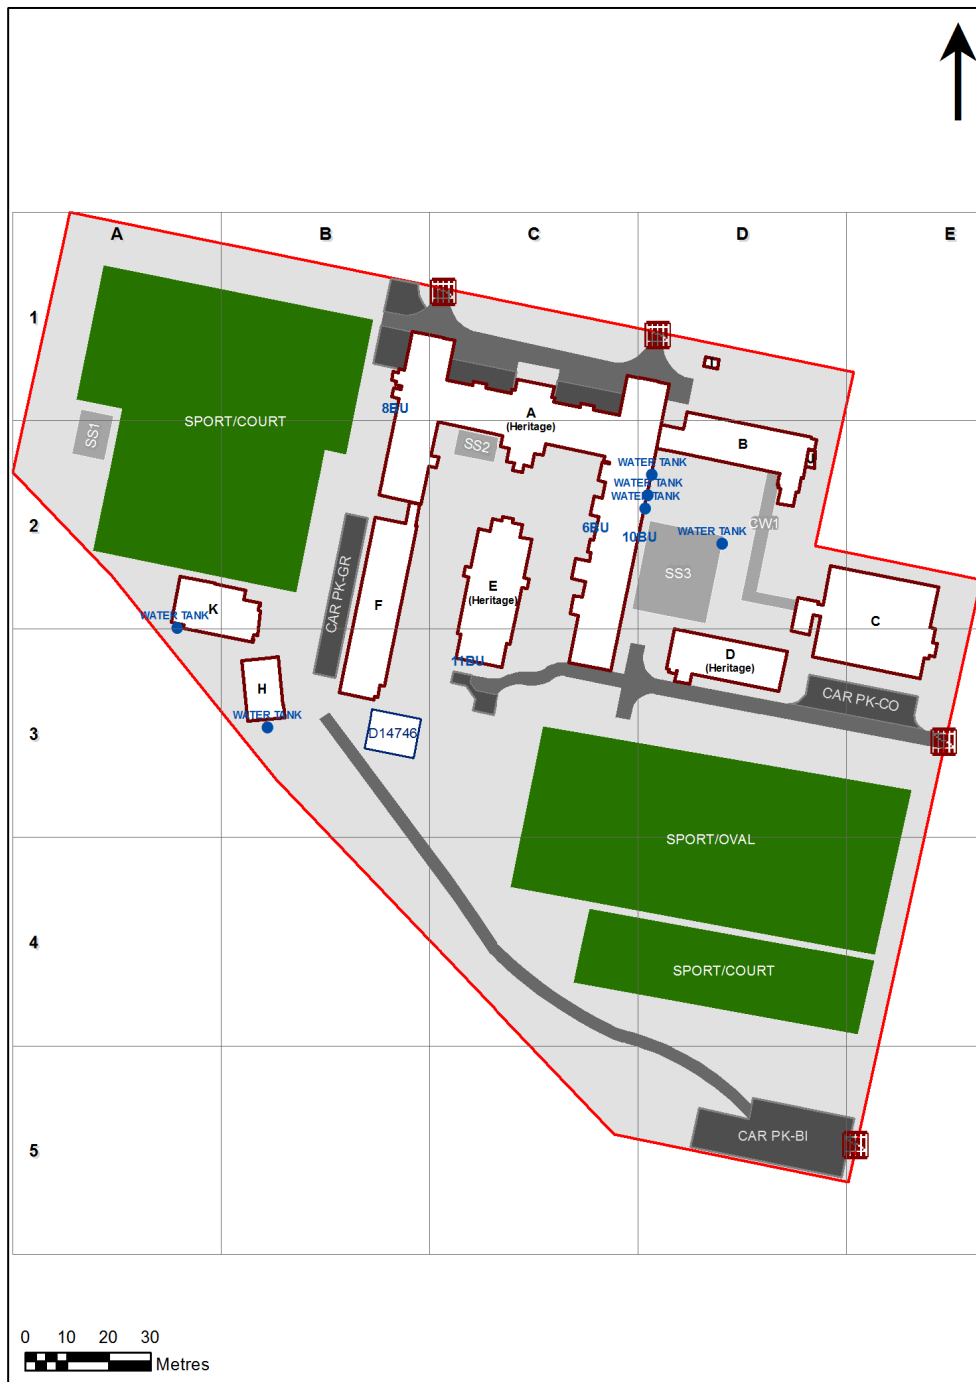 A B C D E
1
8BU
A
(Heritage)
SPORT/COURT
SS1
SS2
B
WATER TANK
WATER TANK
WATER TANK
2
6BU
10BU
WATER TANK
CW1
SS3
CAR PK-GR
E
(Heritage)
F
K
WATER TANK
C
D
(Heritage)
11BU
H
CAR PK-CO
WATER TANK
3
D14746
SPORT/OVAL
4
SPORT/COURT
CAR PK-BI
5
0 10 20 30
Metres